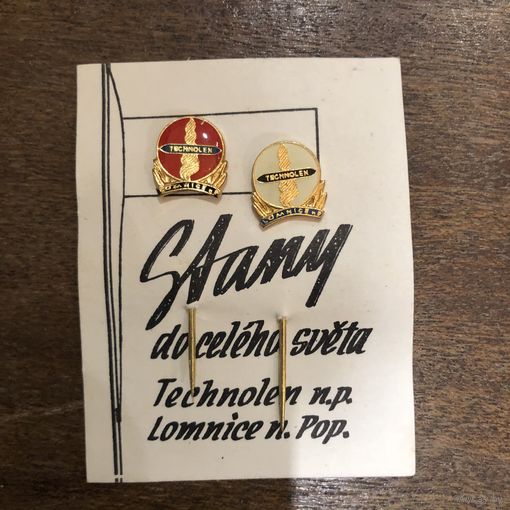 TECHNOLEN
LOMNICE n.P.
TECHNOLEN
LOMNICE n.P.
Stany
do celého světa
Technolen n.p.
Lomnice n. Pop.